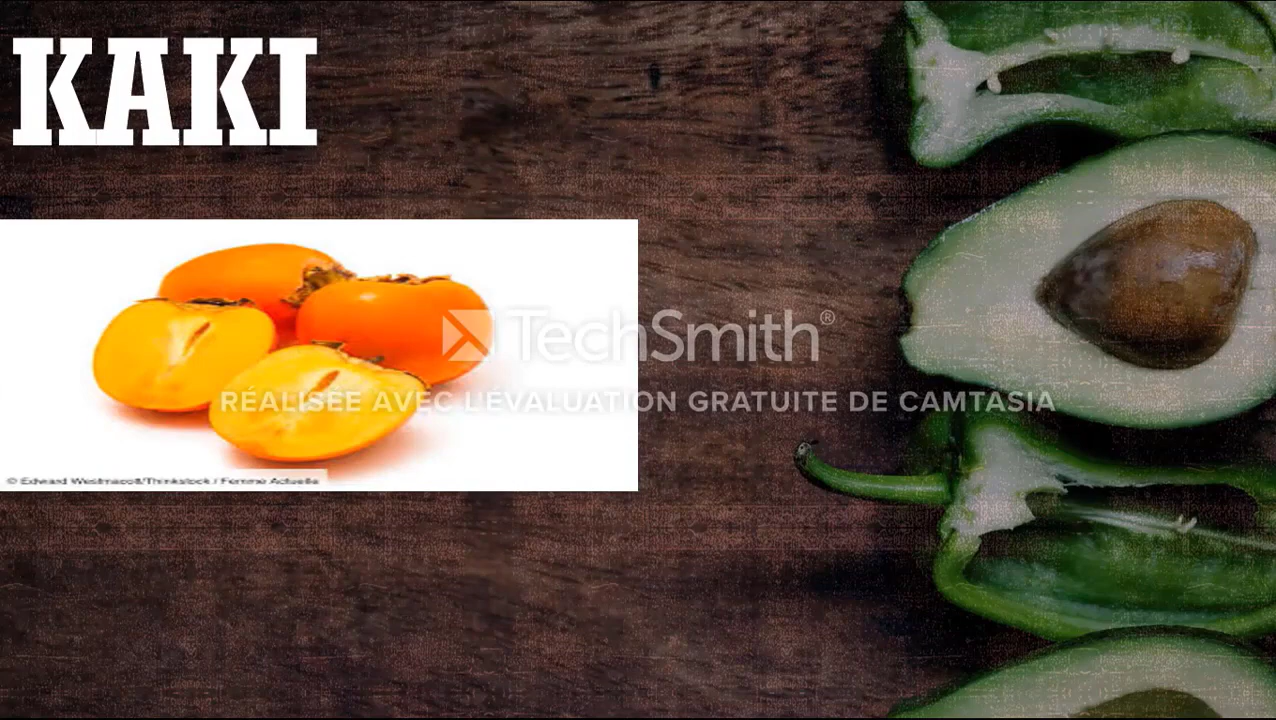 KAKI
TechSmith®
RÉALISÉE AVEC L'ÉVALUATION GRATUITE DE CAMTASIA
© Edward Westmacott/Thinkstock / Femme Actuelle